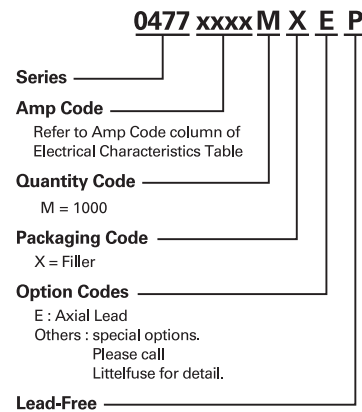 0477 xxxx M X E P
Series
Amp Code
Refer to Amp Code column of
Electrical Characteristics Table
Quantity Code
M = 1000
Packaging Code
X = Filler
Option Codes
E : Axial Lead
Others : special options.
Please call
Littelfuse for detail.
Lead-Free